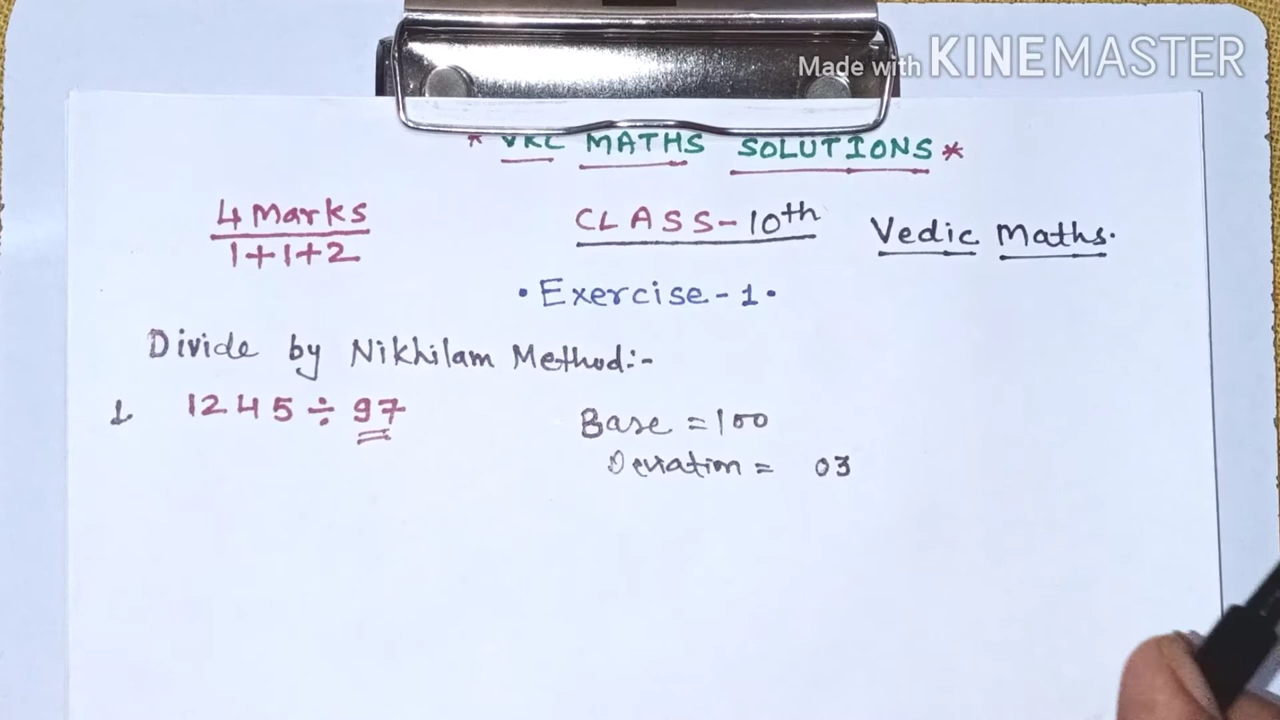 Made with KINEMASTER
* VKC MATHS SOLUTIONS *
4 Marks
1+1+2
CLASS-10th
Vedic Maths.
• Exercise-1 •
Divide by Nikhilam Method:-
1 1245 ÷ 97
Base = 100
Deviation = 03